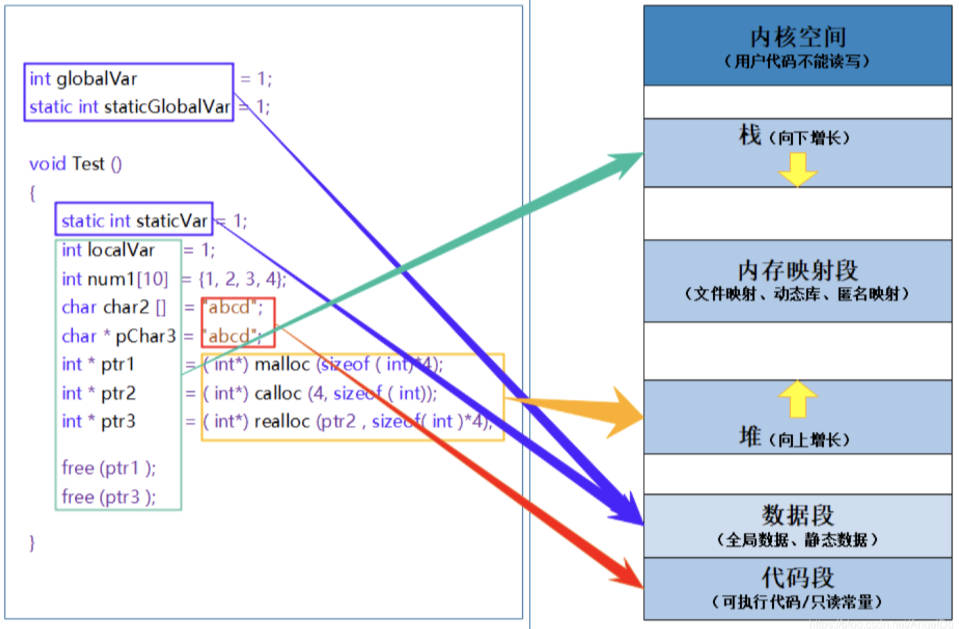 int globalVar = 1;
static int staticGlobalVar = 1;
void Test ()
{
static int staticVar = 1;
int localVar = 1;
int num1[10] = {1, 2, 3, 4};
char char2 [] = "abcd";
char * pChar3 = "abcd";
int * ptr1 = ( int*) malloc (sizeof ( int)*4);
int * ptr2 = ( int*) calloc (4, sizeof ( int));
int * ptr3 = ( int*) realloc (ptr2 , sizeof( int )*4);
free (ptr1 );
free (ptr3 );
}
内核空间
（用户代码不能读写）
栈（向下增长）
内存映射段
（文件映射、动态库、匿名映射）
堆（向上增长）
数据段
（全局数据、静态数据）
代码段
（可执行代码/只读常量）